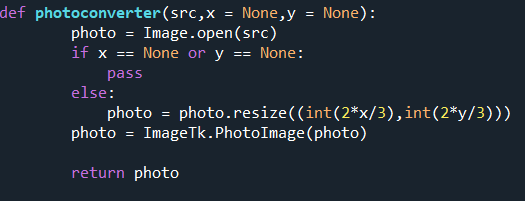 def photoconverter(src,x = None,y = None):
        photo = Image.open(src)
        if x == None or y == None:
            pass
        else:
            photo = photo.resize((int(2*x/3),int(2*y/3)))
        photo = ImageTk.PhotoImage(photo)

        return photo